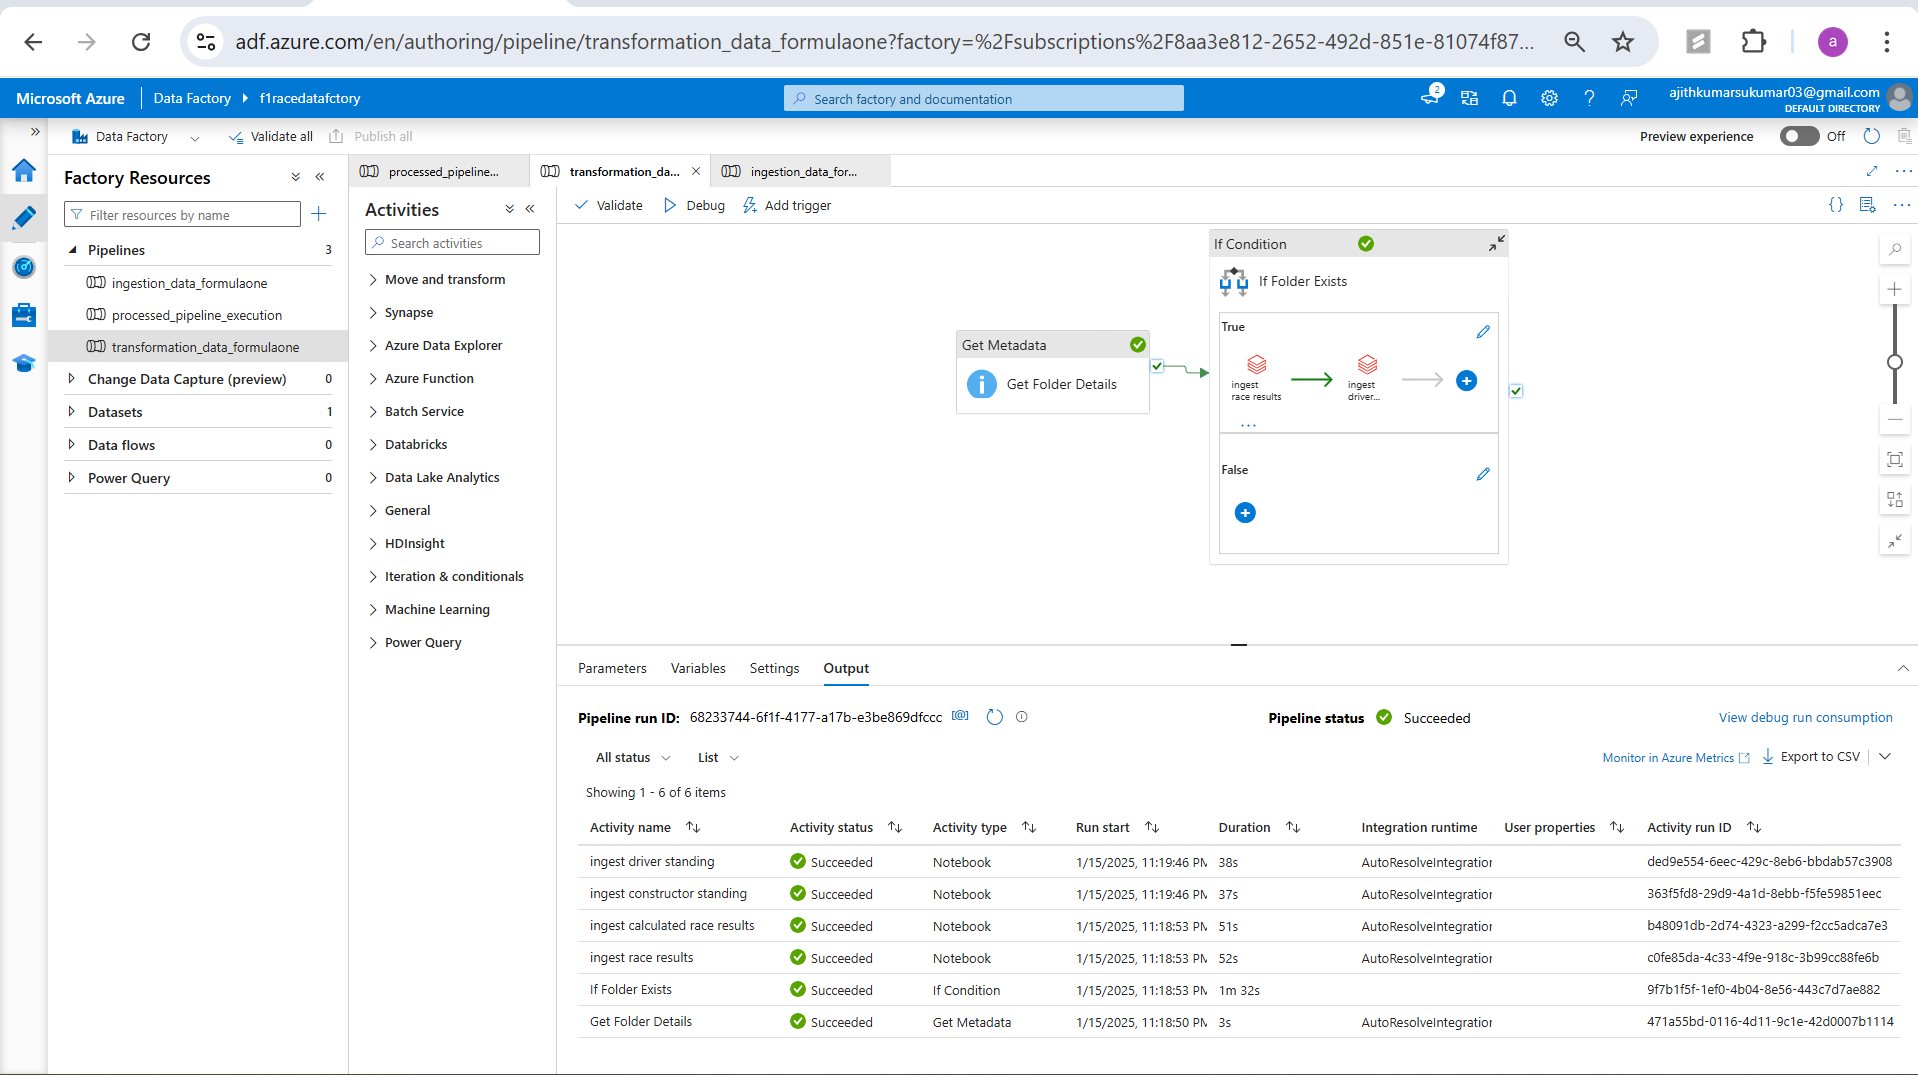 adf.azure.com/en/authoring/pipeline/transformation_data_formulaone?factory=%2Fsubscriptions%2F8aa3e812-2652-492d-851e-81074f87...
a
Microsoft Azure
Data Factory
f1racedatafctory
Search factory and documentation
2
ajithkumarsukumar03@gmail.com
DEFAULT DIRECTORY
Data Factory
Validate all
Publish all
Preview experience
Off
Factory Resources
Filter resources by name
Pipelines 3
ingestion_data_formulaone
processed_pipeline_execution
transformation_data_formulaone
Change Data Capture (preview) 0
Datasets 1
Data flows 0
Power Query 0
processed_pipeline...
transformation_da...
ingestion_data_for...
Activities
Search activities
Move and transform
Synapse
Azure Data Explorer
Azure Function
Batch Service
Databricks
Data Lake Analytics
General
HDInsight
Iteration & conditionals
Machine Learning
Power Query
Validate
Debug
Add trigger
Get Metadata
Get Folder Details
If Condition
If Folder Exists
True
ingest
race results
ingest
driver...
...
False
Parameters
Variables
Settings
Output
Pipeline run ID: 68233744-6f1f-4177-a17b-e3be869dfccc
Pipeline status Succeeded
View debug run consumption
All status
List
Monitor in Azure Metrics
Export to CSV
Showing 1 - 6 of 6 items
Activity name Activity status Activity type Run start Duration Integration runtime User properties Activity run ID
ingest driver standing Succeeded Notebook 1/15/2025, 11:19:46 PM 38s AutoResolveIntegration ded9e554-6eec-429c-8eb6-bbdab57c3908
ingest constructor standing Succeeded Notebook 1/15/2025, 11:19:46 PM 37s AutoResolveIntegration 363f5fd8-29d9-4a1d-8ebb-f5fe59851eec
ingest calculated race results Succeeded Notebook 1/15/2025, 11:18:53 PM 51s AutoResolveIntegration b48091db-2d74-4323-a299-f2cc5adca7e3
ingest race results Succeeded Notebook 1/15/2025, 11:18:53 PM 52s AutoResolveIntegration c0fe85da-4c33-4f9e-918c-3b99cc88fe6b
If Folder Exists Succeeded If Condition 1/15/2025, 11:18:53 PM 1m 32s 9f7b1f5f-1ef0-4b04-8e56-443c7d7ae882
Get Folder Details Succeeded Get Metadata 1/15/2025, 11:18:50 PM 3s AutoResolveIntegration 471a55bd-0116-4d11-9c1e-42d0007b1114